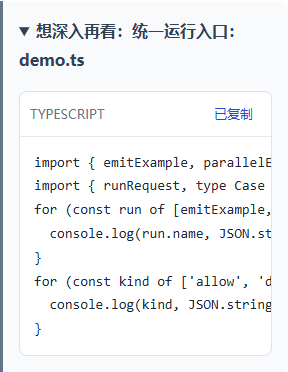 ▼ 想深入再看：统一运行入口：
demo.ts
TYPESCRIPT 已复制
import { emitExample, parallelE
import { runRequest, type Case
for (const run of [emitExample,
  console.log(run.name, JSON.st
}
for (const kind of ['allow', 'd
  console.log(kind, JSON.string
}